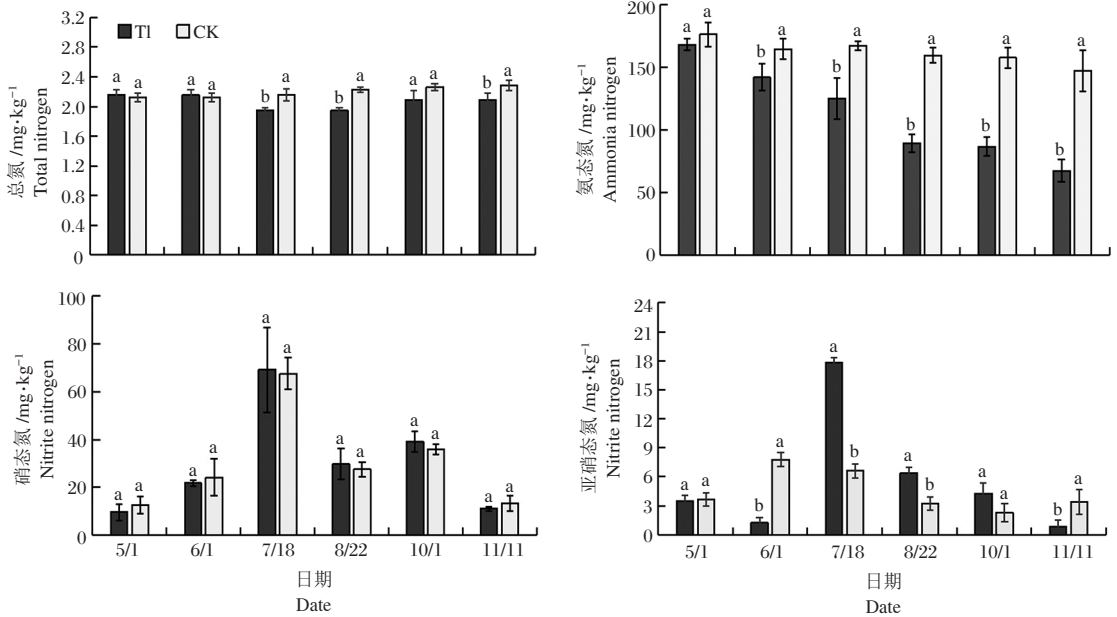 3.2
2.8
2.4
2.0
1.6
1.2
0.8
0.4
0
总氮/mg·kg⁻¹
Total nitrogen
Tl CK
a a a a b a b a a a b a
200
150
100
50
0
氨态氮/mg·kg⁻¹
Ammonia nitrogen
a a b a b a b a b a b a
100
80
60
40
20
0
硝态氮/mg·kg⁻¹
Nitrite nitrogen
a a a a a a a a a a a a
5/1 6/1 7/18 8/22 10/1 11/11
日期
Date
24
21
18
12
9
6
3
0
亚硝态氮/mg·kg⁻¹
Nitrite nitrogen
a a b a a b a b a a b a
5/1 6/1 7/18 8/22 10/1 11/11
日期
Date